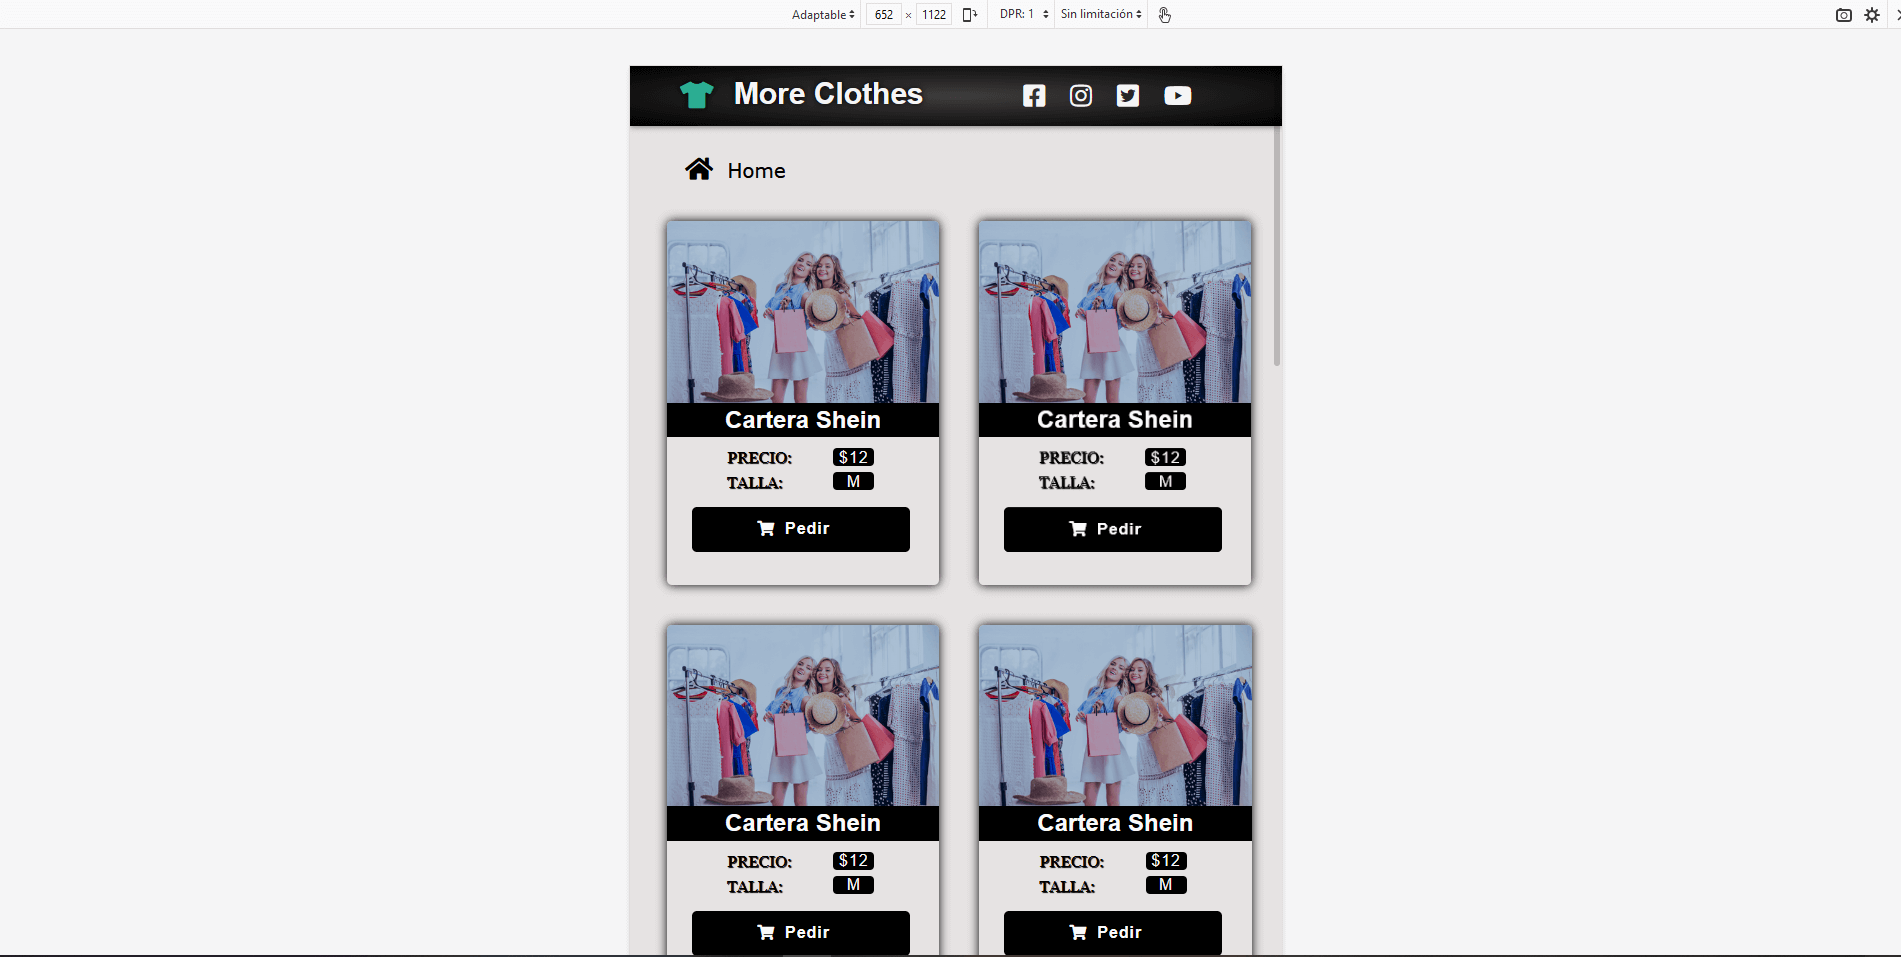 Adaptable 652 × 1122 DPR: 1 Sin limitación
More Clothes
Home
Cartera Shein
PRECIO: $12
TALLA: M
Pedir
Cartera Shein
PRECIO: $12
TALLA: M
Pedir
Cartera Shein
PRECIO: $12
TALLA: M
Pedir
Cartera Shein
PRECIO: $12
TALLA: M
Pedir